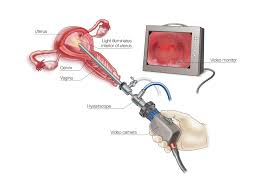 Uterus
Light illuminates
interior of uterus
Cervix
Vagina
Video monitor
Hysteroscope
Video camera